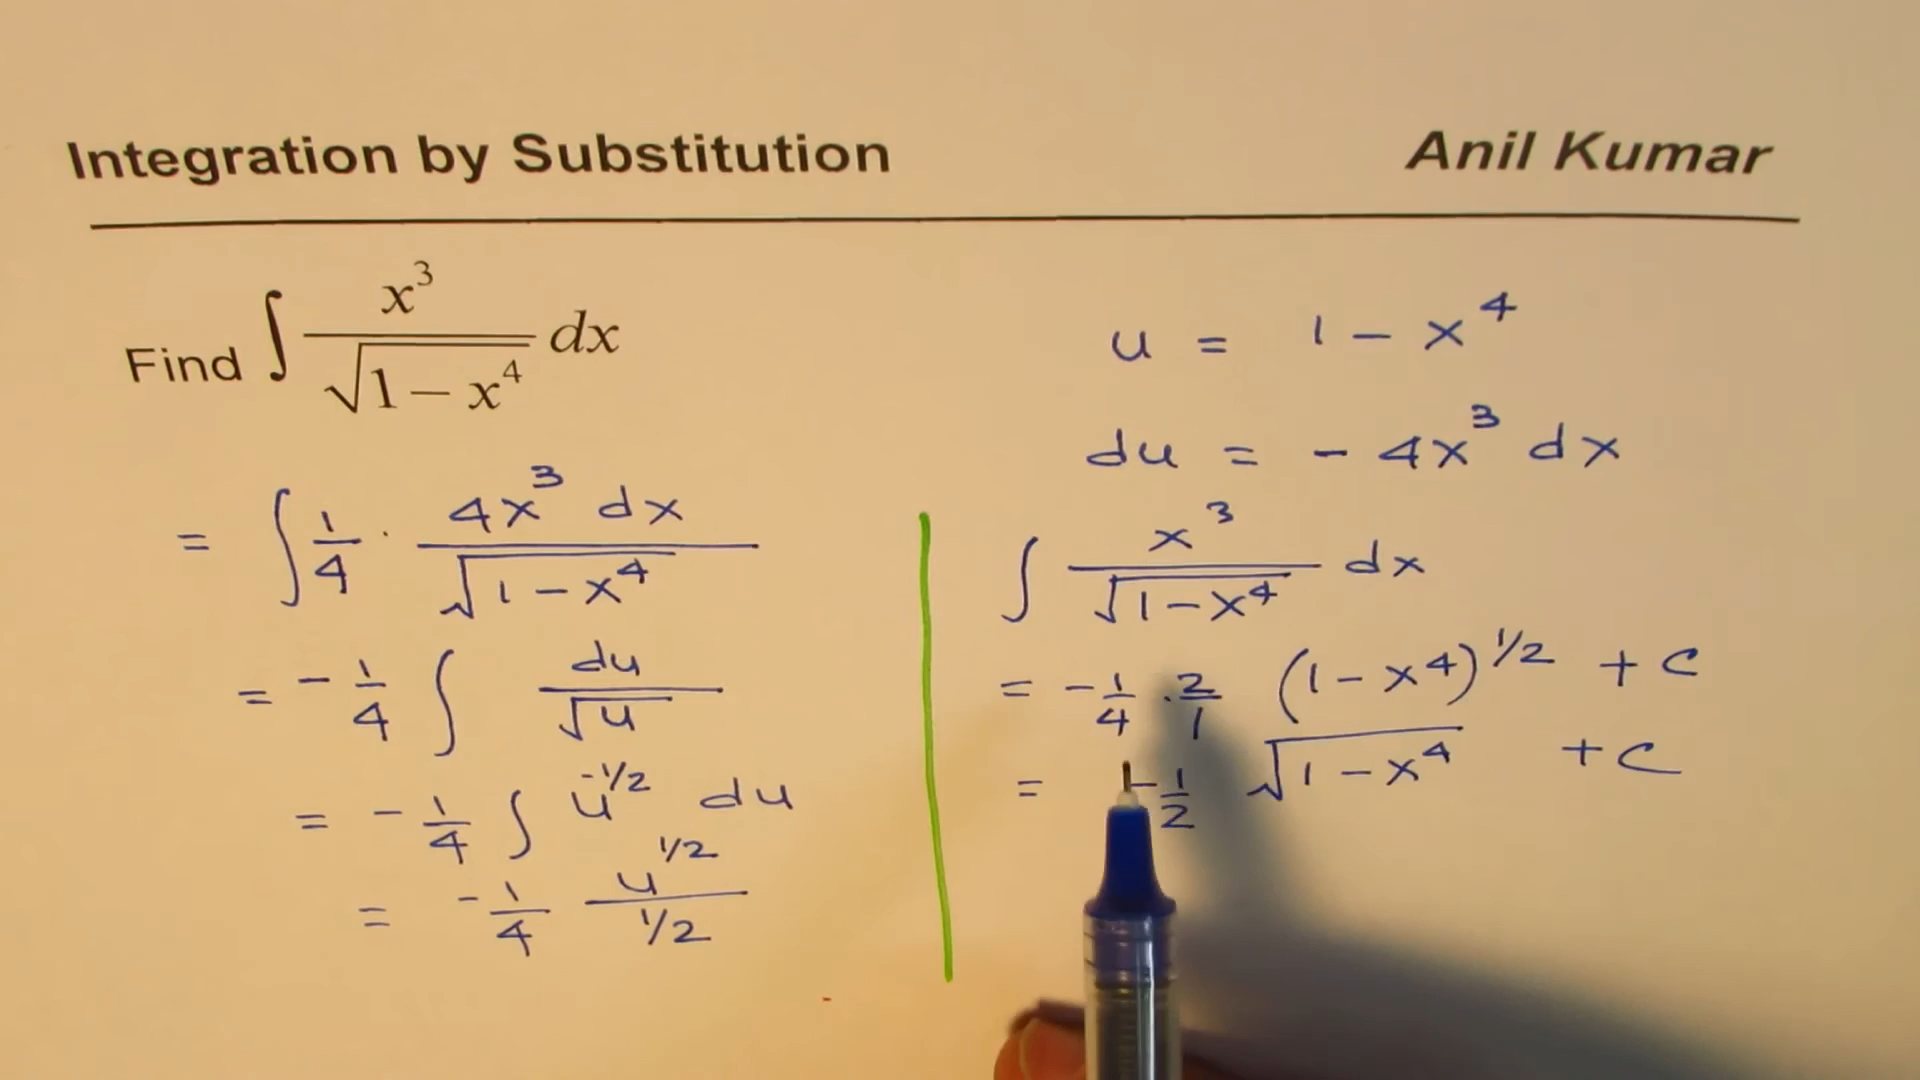 Integration by Substitution Anil Kumar
Find ∫ x³/√(1 − x⁴) dx
= ∫ 1/4 · 4x³ dx/√(1 − x⁴)
= − 1/4 ∫ du/√u
= − 1/4 ∫ u^(−1/2) du
= − 1/4 u^(1/2)/(1/2)
u = 1 − x⁴
du = − 4x³ dx
∫ x³/√(1 − x⁴) dx
= − 1/4 · 2/1 (1 − x⁴)^(1/2) + C
= − 1/2 √(1 − x⁴) + C